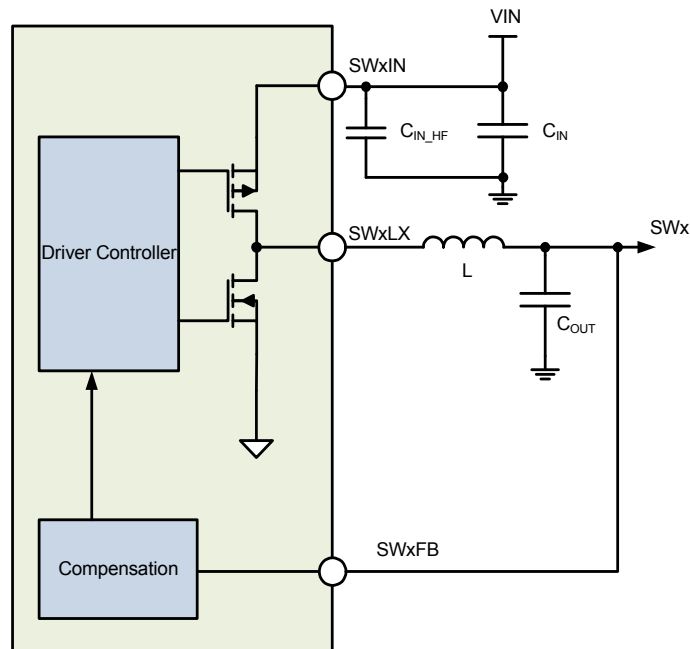 VIN
SWxIN
C_IN_HF
C_IN
Driver Controller
SWxLX
SWx
L
C_OUT
SWxFB
Compensation